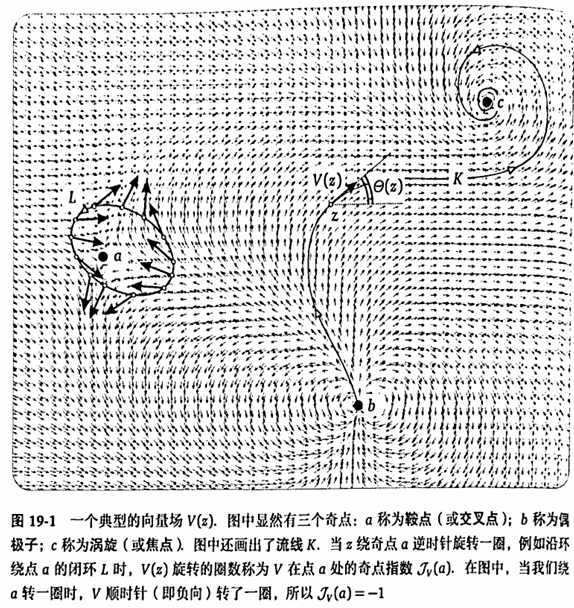 c
V(z)
Θ(z)
K
L
z
a
b
图 19-1 一个典型的向量场 V(z). 图中显然有三个奇点：a 称为鞍点（或交叉点）；b 称为偶
极子；c 称为涡旋（或焦点）. 图中还画出了流线 K. 当 z 绕奇点 a 逆时针旋转一圈，例如沿环
绕点 a 的闭环 L 时，V(z) 旋转的圈数称为 V 在点 a 处的奇点指数 𝒥V(a). 在图中，当我们绕
a 转一圈时，V 顺时针（即负向）转了一圈，所以 𝒥V(a) = −1